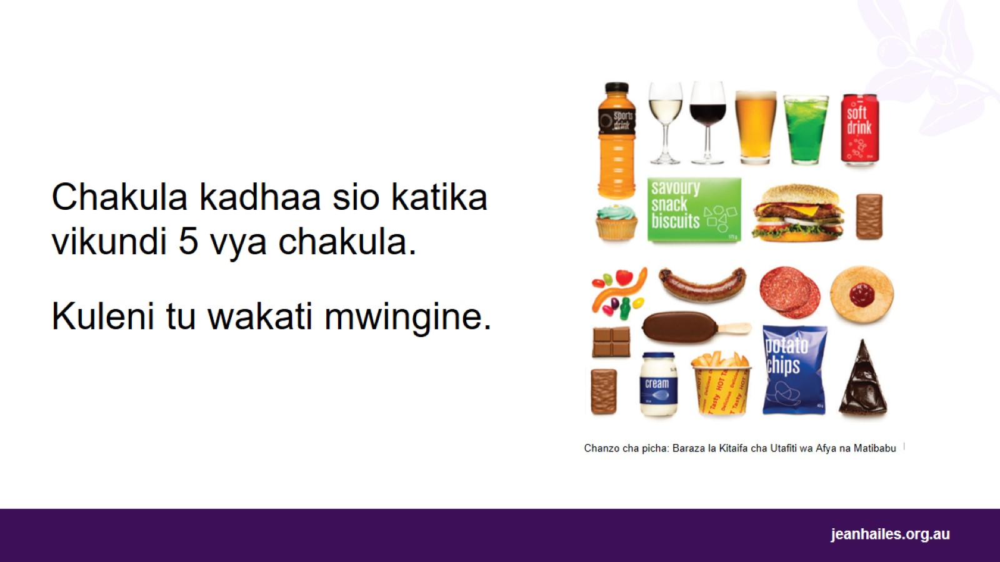 Chakula kadhaa sio katika
vikundi 5 vya chakula.
Kuleni tu wakati mwingine.
sports
drink
soft
drink
savoury
snack
biscuits
175 g
cream
HOT Tasty Delicious
potato
chips
Chanzo cha picha: Baraza la Kitaifa cha Utafiti wa Afya na Matibabu
jeanhailes.org.au